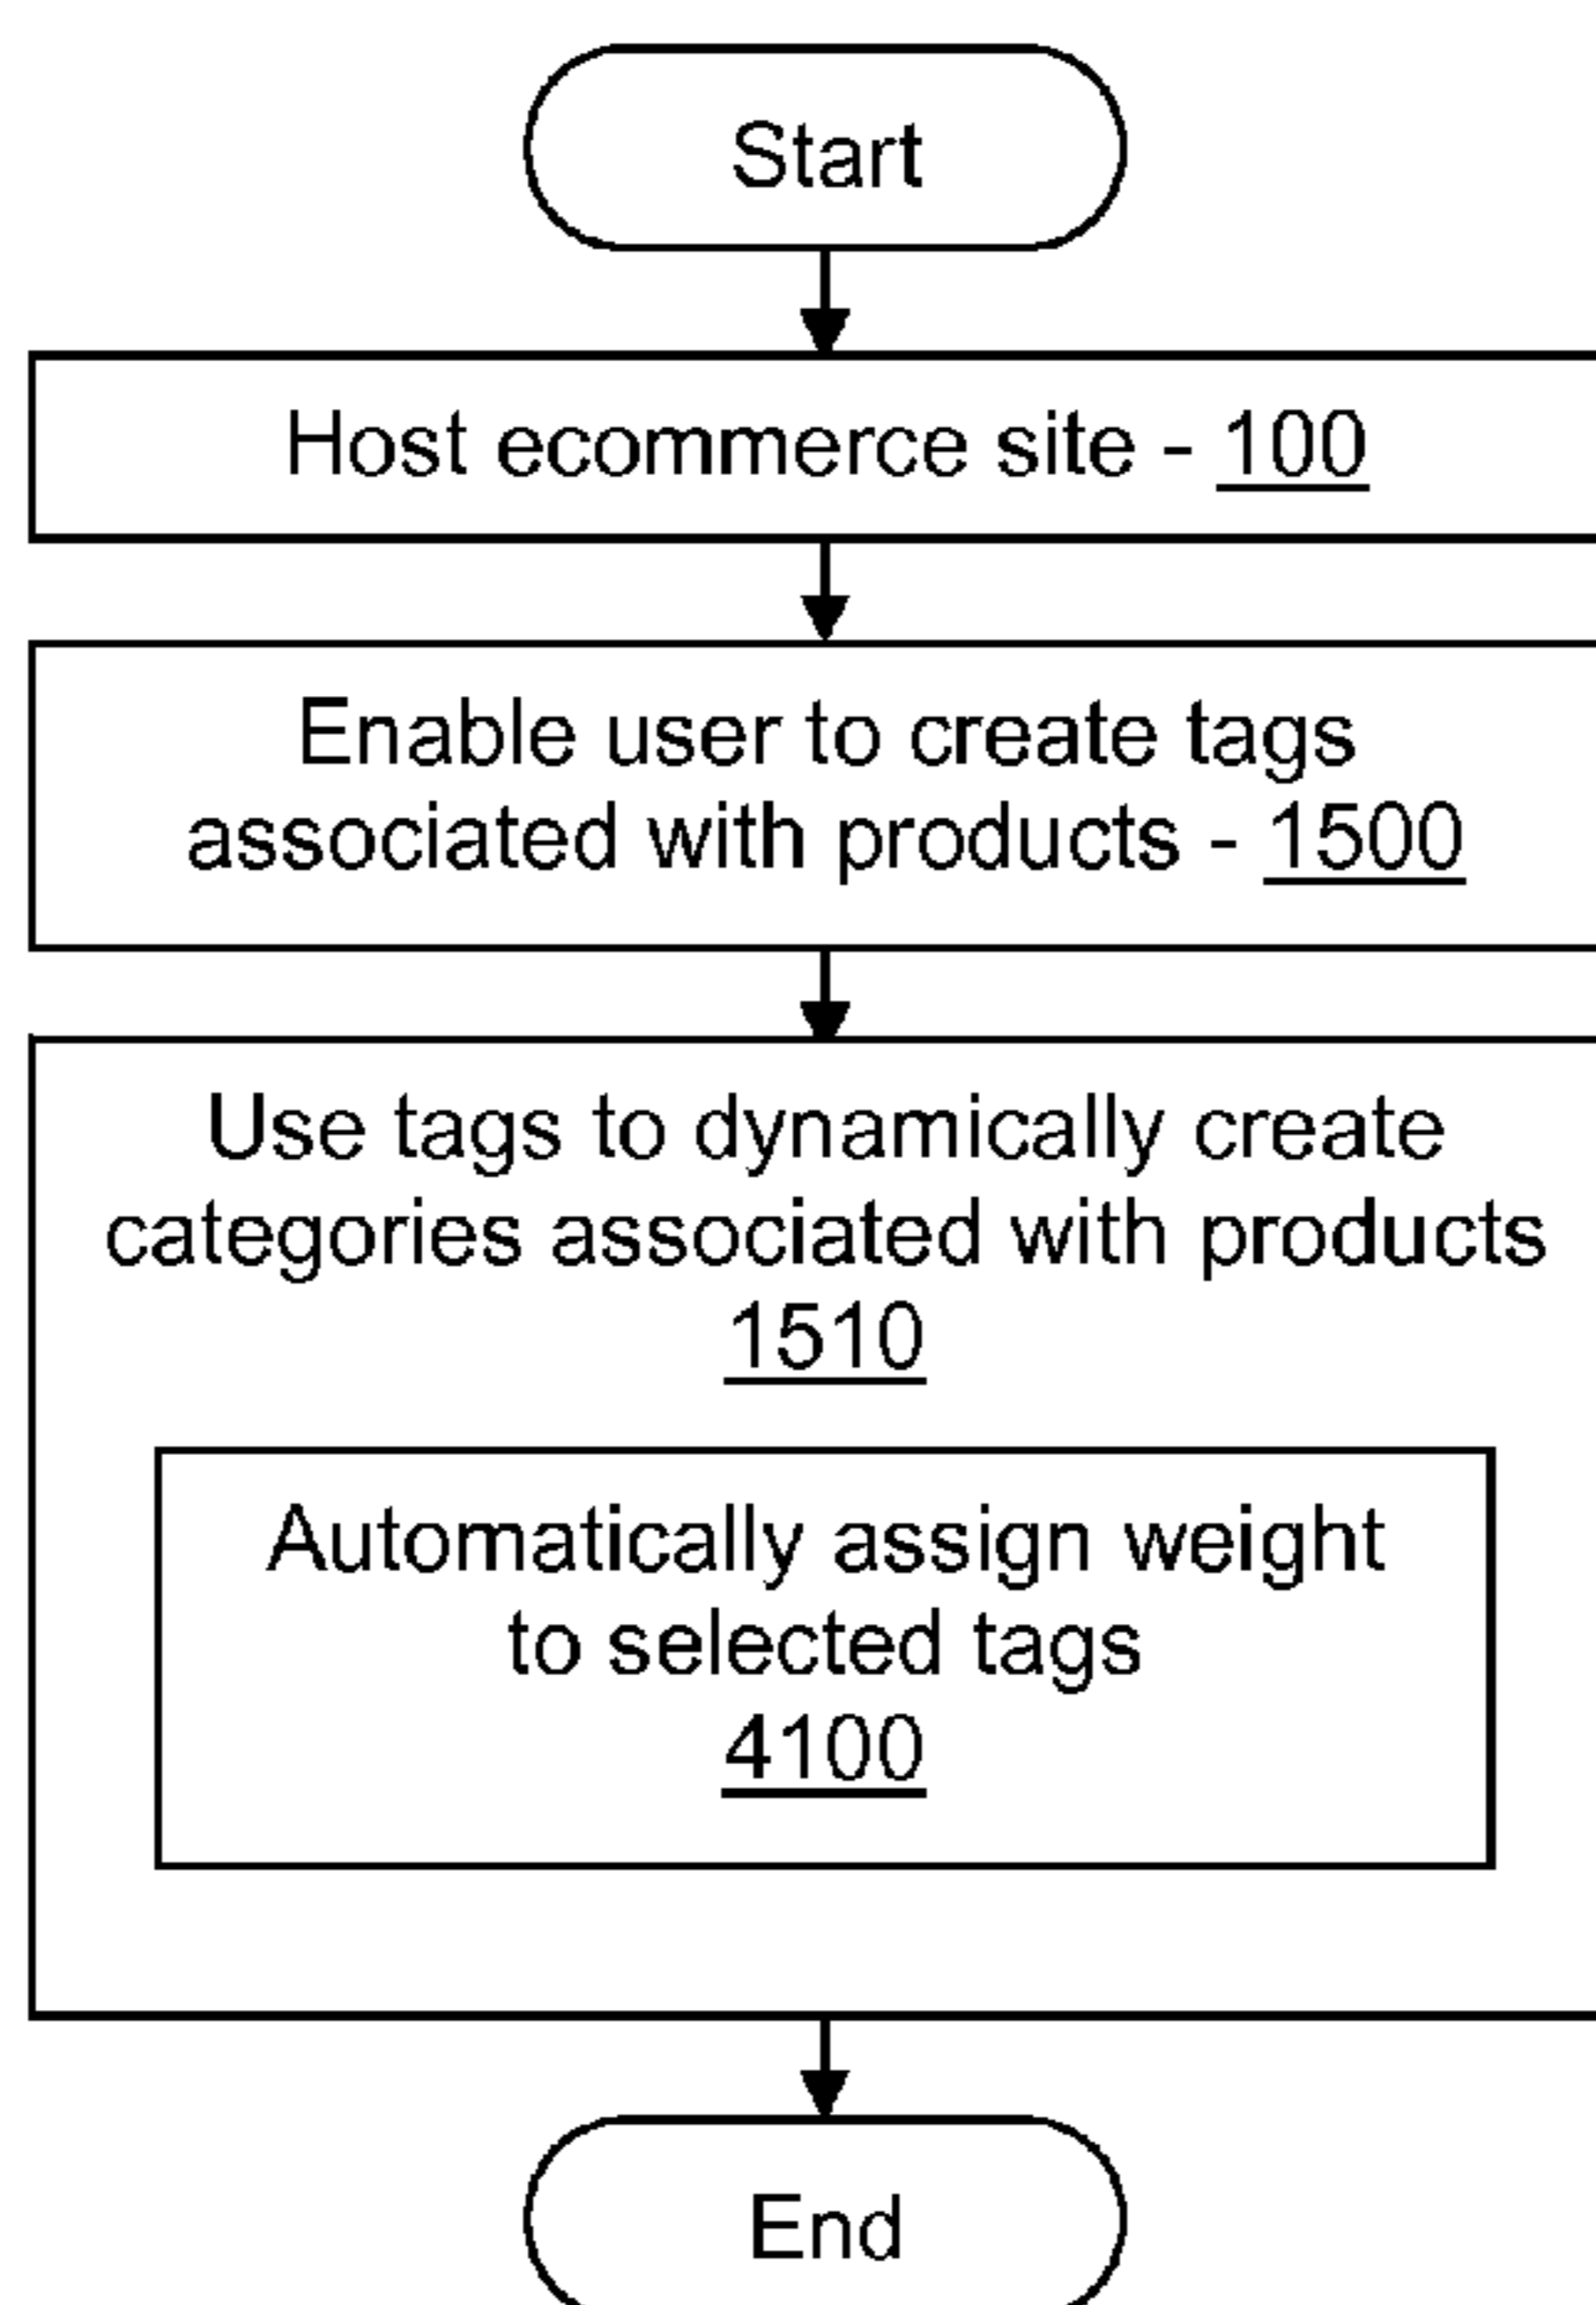 Start
Host ecommerce site - 100
Enable user to create tags
associated with products - 1500
Use tags to dynamically create
categories associated with products
1510
Automatically assign weight
to selected tags
4100
End